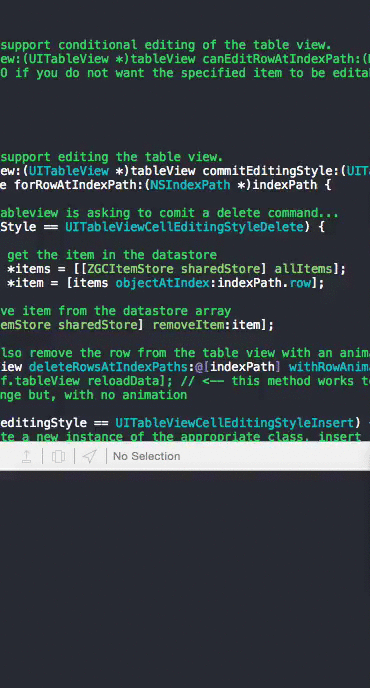 support conditional editing of the table view.
ew:(UITableView *)tableView canEditRowAtIndexPath:(
O if you do not want the specified item to be edita
support editing the table view.
ew:(UITableView *)tableView commitEditingStyle:(UIT
e forRowAtIndexPath:(NSIndexPath *)indexPath {
ableview is asking to comit a delete command...
Style == UITableViewCellEditingStyleDelete) {
get the item in the datastore
*items = [[ZGCItemStore sharedStore] allItems];
*item = [items objectAtIndex:indexPath.row];
ve item from the datastore array
emStore sharedStore] removeItem:item];
lso remove the row from the table view with an anima
iew deleteRowsAtIndexPaths:@[indexPath] withRowAnima
f.tableView reloadData]; // <-- this method works to
nge but, with no animation
editingStyle == UITableViewCellEditingStyleInsert) {
te a new instance of the appropriate class, insert
No Selection